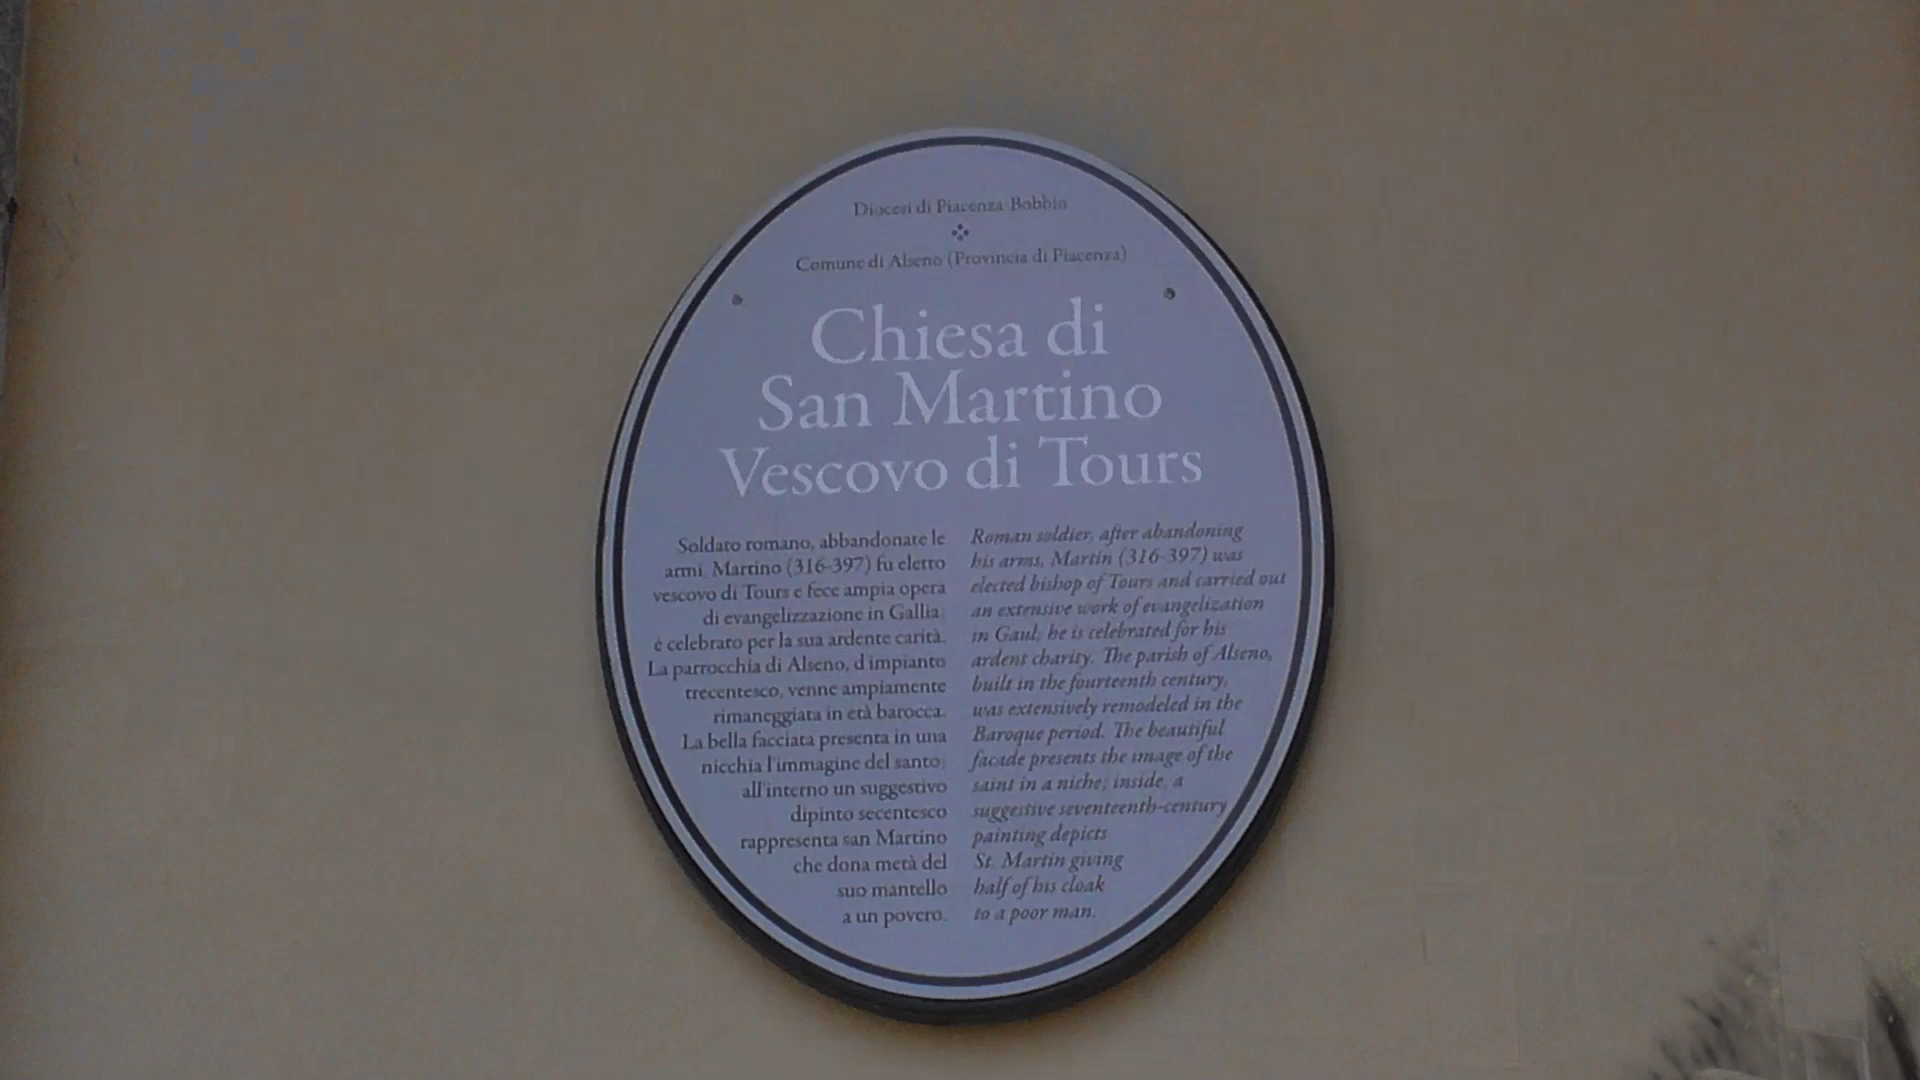 Diocesi di Piacenza-Bobbio
Comune di Alseno (Provincia di Piacenza)
Chiesa di
San Martino
Vescovo di Tours
Soldato romano, abbandonate le
armi, Martino (316-397) fu eletto
vescovo di Tours e fece ampia opera
di evangelizzazione in Gallia;
è celebrato per la sua ardente carità.
La parrocchia di Alseno, d'impianto
trecentesco, venne ampiamente
rimaneggiata in età barocca.
La bella facciata presenta in una
nicchia l'immagine del santo;
all'interno un suggestivo
dipinto secentesco
rappresenta san Martino
che dona metà del
suo mantello
a un povero.
Roman soldier, after abandoning
his arms, Martin (316-397) was
elected bishop of Tours and carried out
an extensive work of evangelization
in Gaul; he is celebrated for his
ardent charity. The parish of Alseno,
built in the fourteenth century,
was extensively remodeled in the
Baroque period. The beautiful
facade presents the image of the
saint in a niche; inside, a
suggestive seventeenth-century
painting depicts
St. Martin giving
half of his cloak
to a poor man.